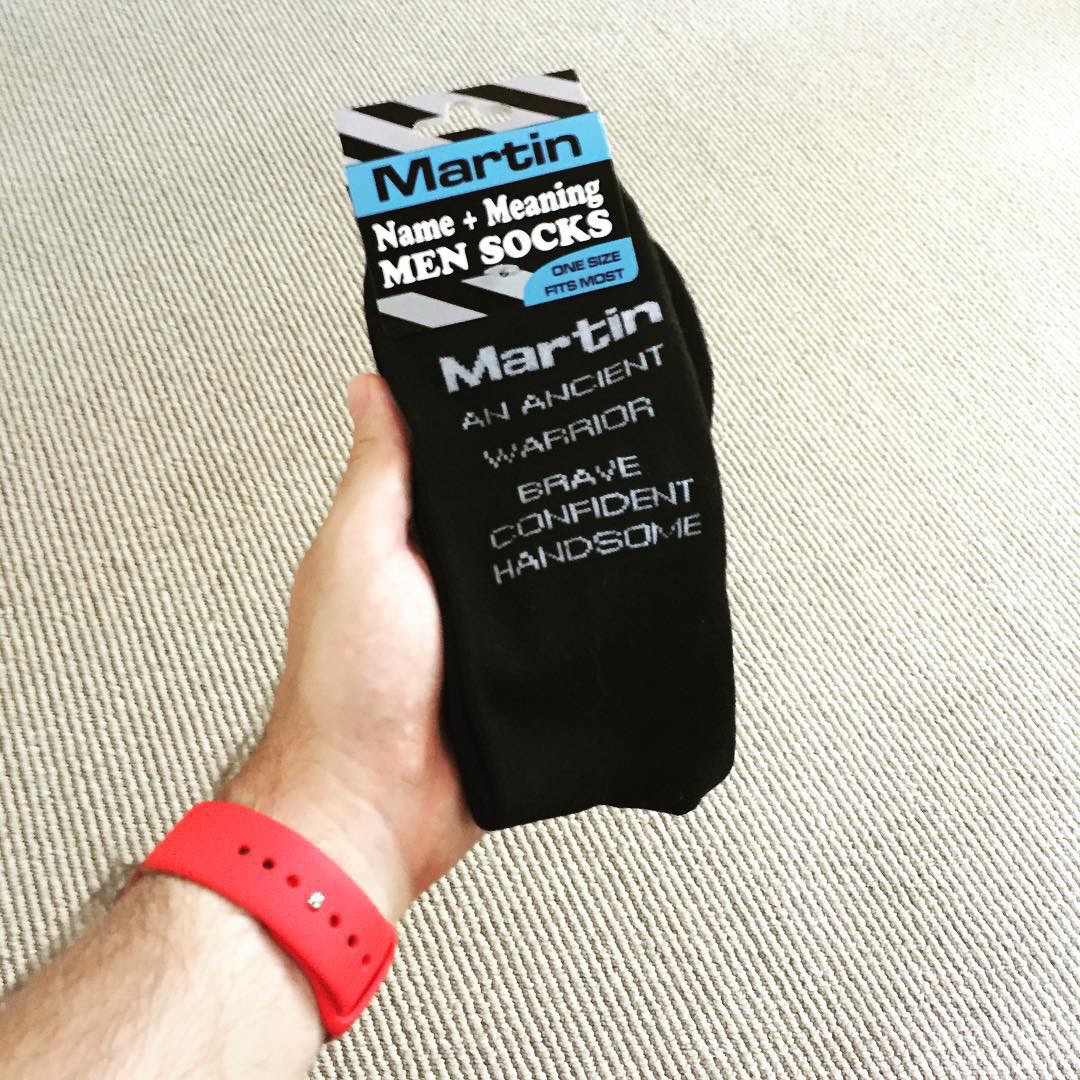 Martin
Name + Meaning
MEN SOCKS
ONE SIZE
FITS MOST
Martin
AN ANCIENT
WARRIOR
BRAVE
CONFIDENT
HANDSOME